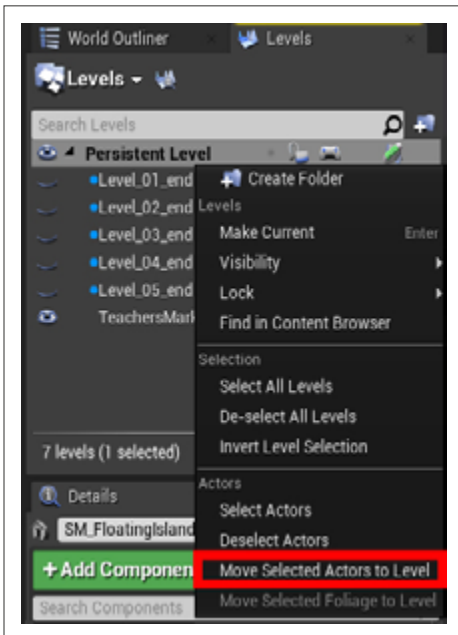 World Outliner
Levels
Levels
Search Levels
Persistent Level
Level_01_end
Level_02_end
Level_03_end
Level_04_end
Level_05_end
TeachersMark
7 levels (1 selected)
Create Folder
Levels
Make Current Enter
Visibility
Lock
Find in Content Browser
Selection
Select All Levels
De-select All Levels
Invert Level Selection
Actors
Select Actors
Deselect Actors
Move Selected Actors to Level
Move Selected Foliage to Level
Details
SM_FloatingIsland
+Add Componen
Search Components